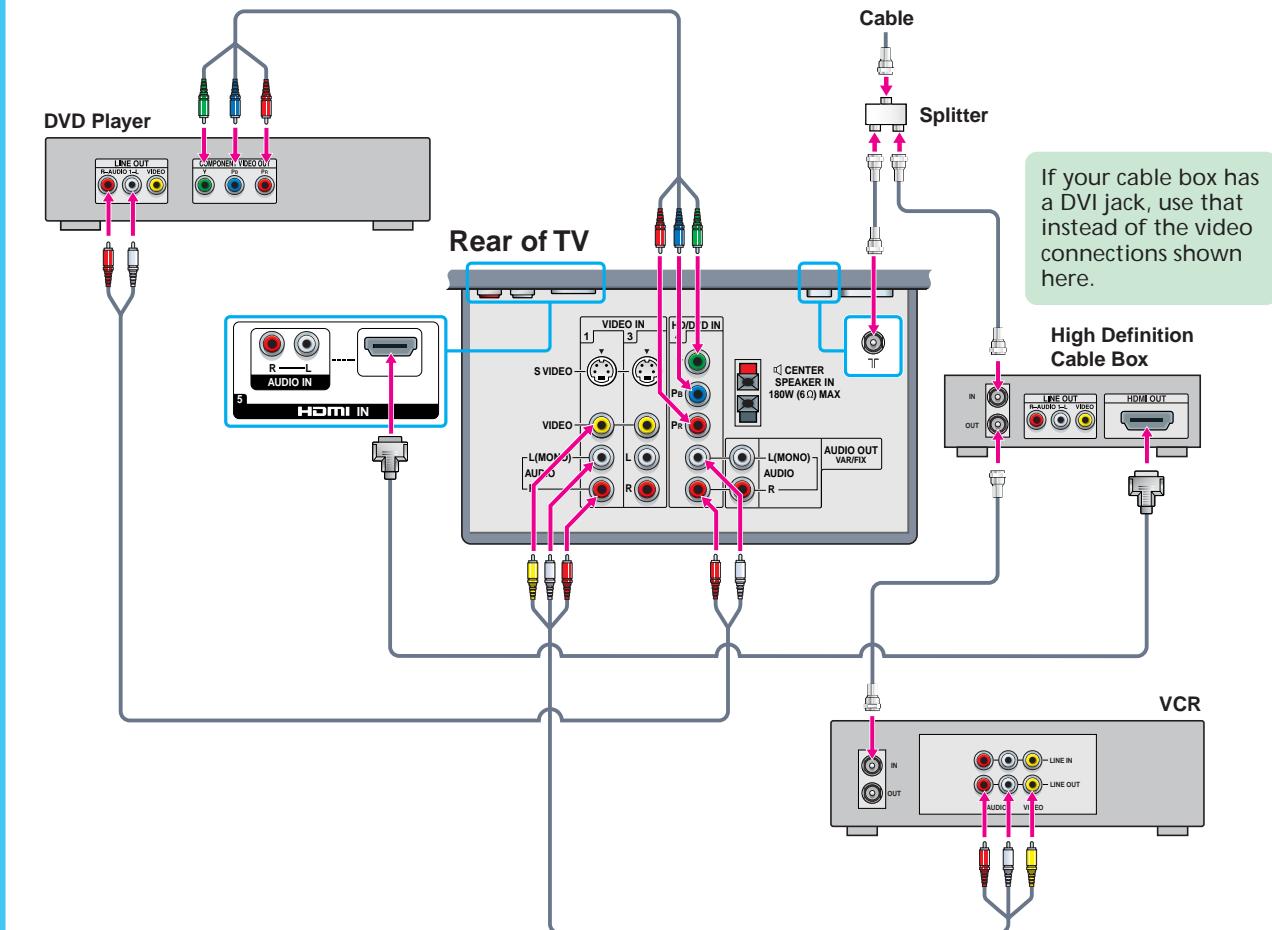 Cable
DVD Player
Splitter
LINE OUT
R–AUDIO 1–L VIDEO
COMPONENT VIDEO OUT
Y PB PR
If your cable box has
a DVI jack, use that
instead of the video
connections shown
here.
Rear of TV
High Definition
Cable Box
R L
AUDIO IN
5
HDMI IN
VIDEO IN
1 3
HD/DVD IN
S VIDEO
PB
VIDEO
PR
CENTER
SPEAKER IN
180W (6Ω) MAX
L(MONO)
AUDIO
L
R
L(MONO)
AUDIO
R
AUDIO OUT
VAR/FIX
IN
OUT
LINE OUT
R–AUDIO 1–L VIDEO
HDMI OUT
VCR
IN
OUT
LINE IN
LINE OUT
AUDIO VIDEO